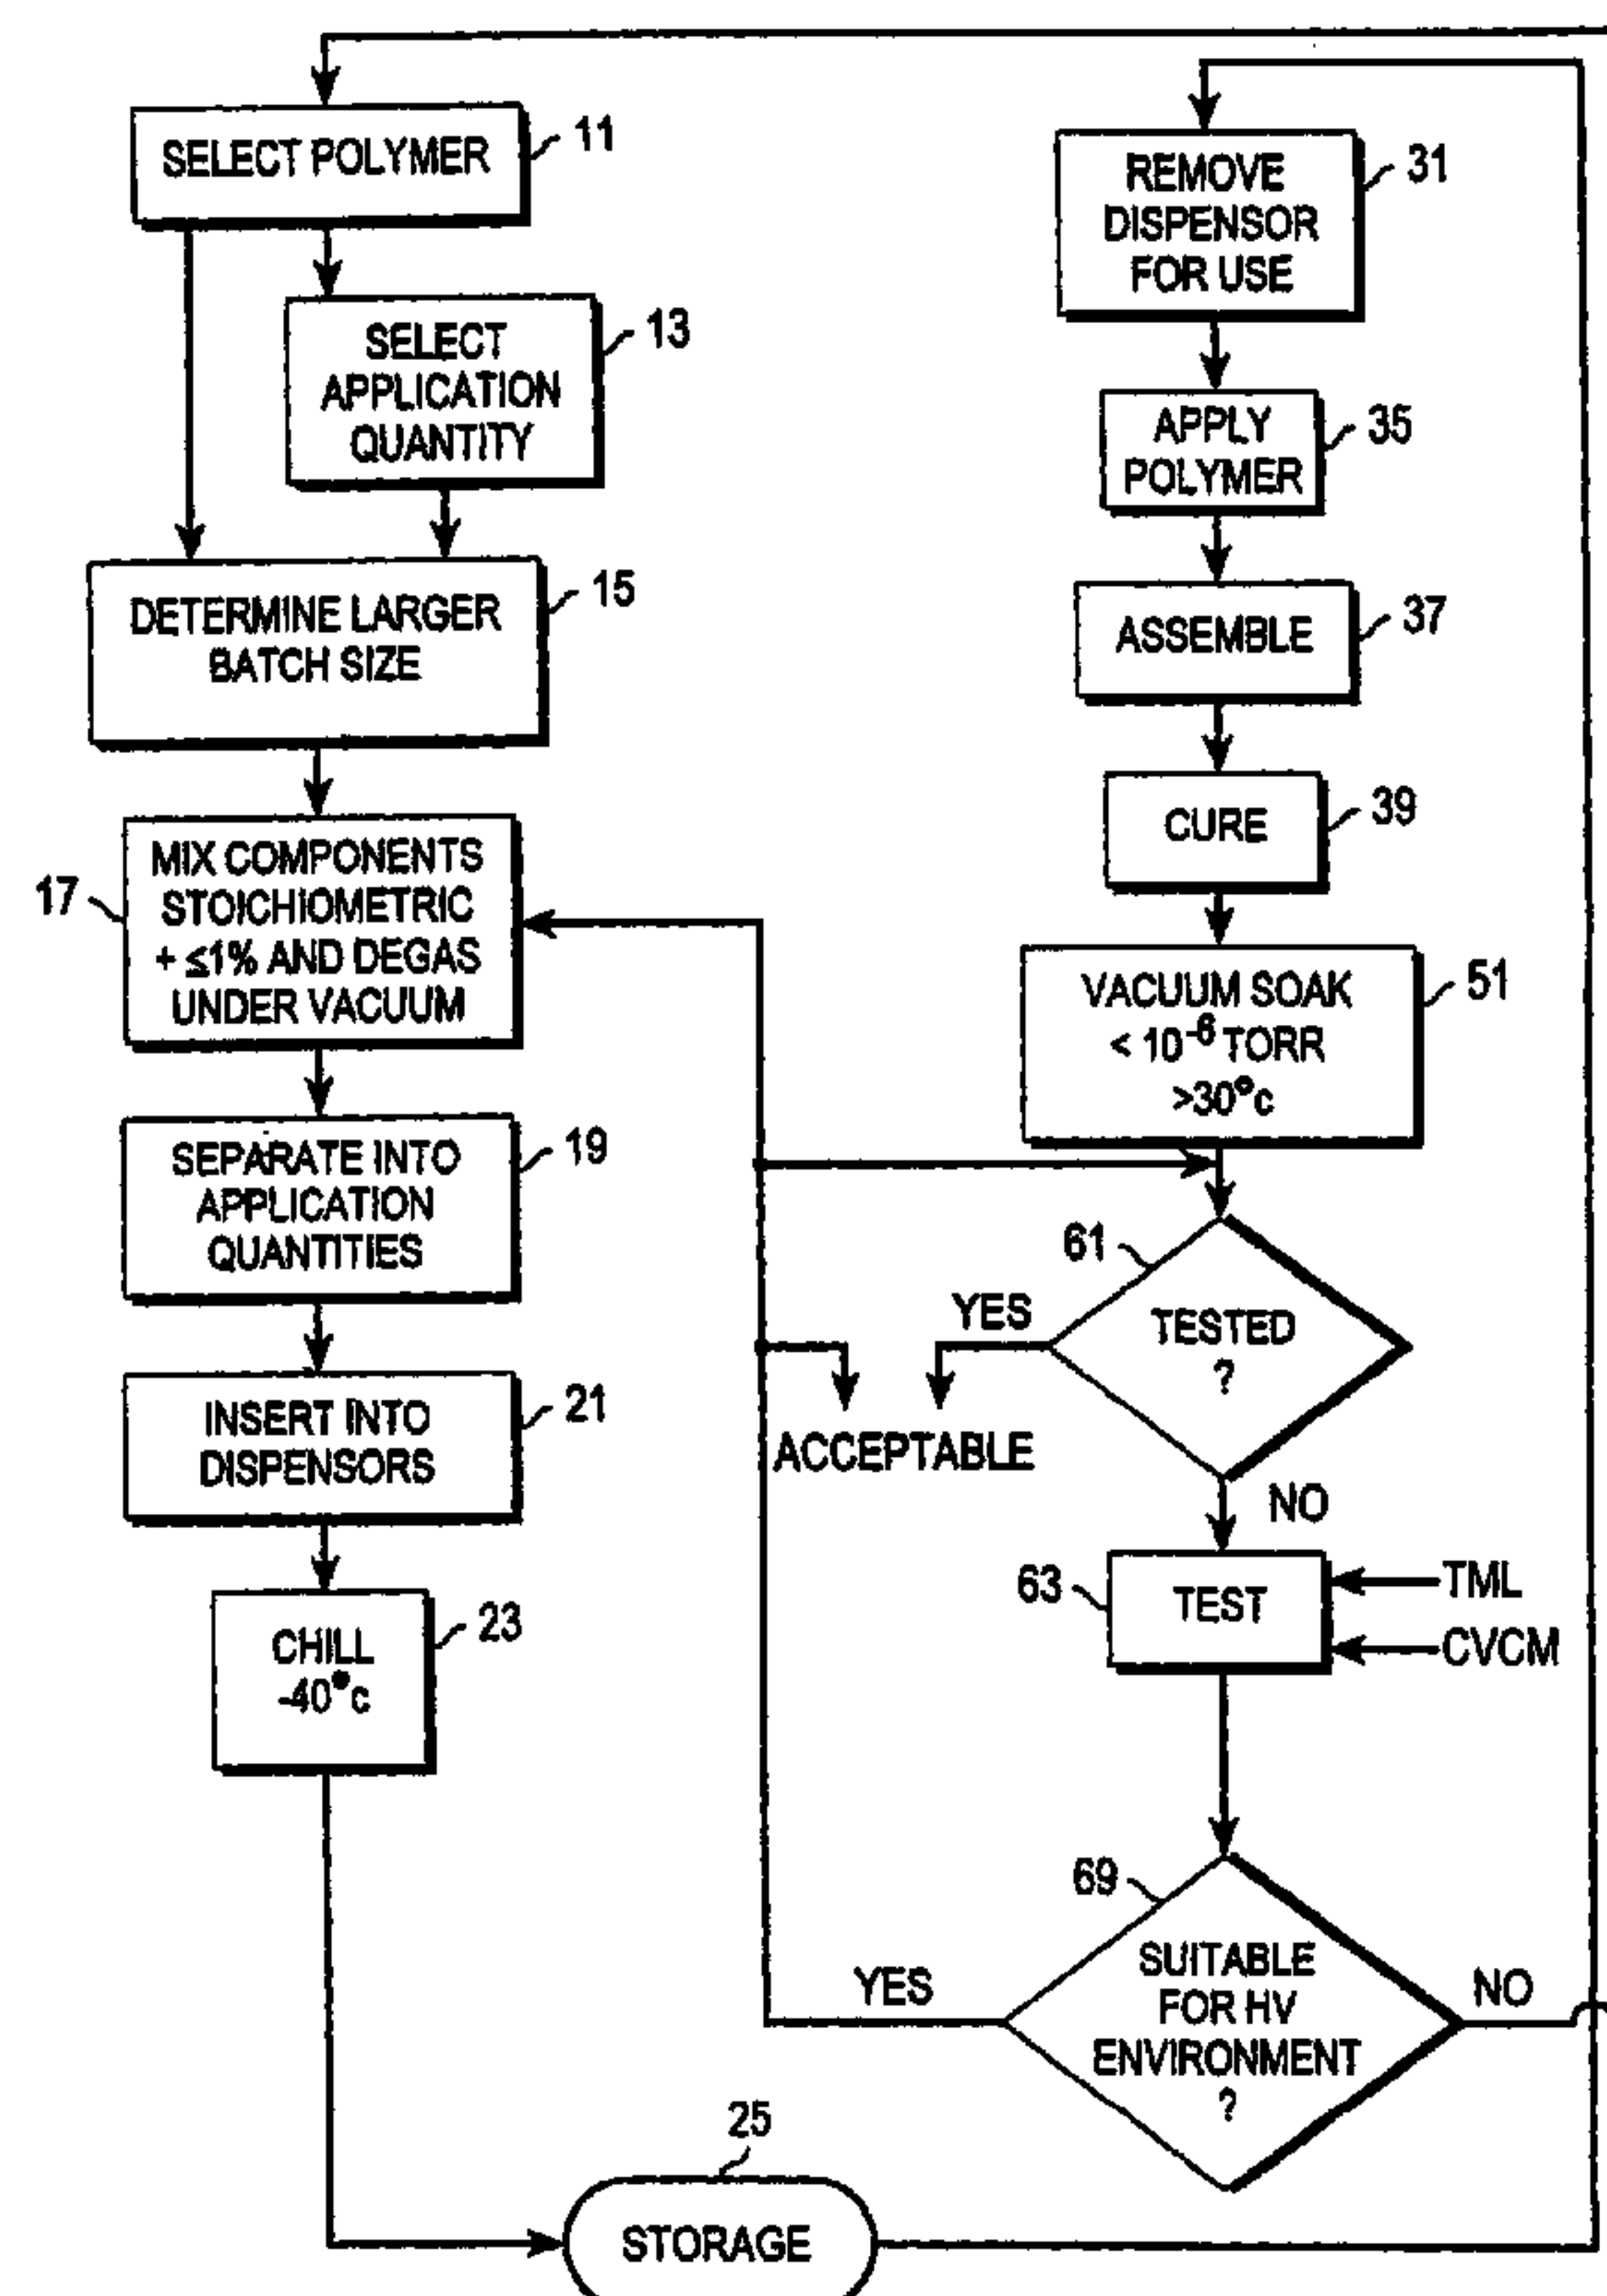 SELECT POLYMER
11
SELECT
APPLICATION
QUANTITY
13
DETERMINE LARGER
BATCH SIZE
15
MIX COMPONENTS
STOICHIOMETRIC
+ ≤1% AND DEGAS
UNDER VACUUM
17
SEPARATE INTO
APPLICATION
QUANTITIES
19
INSERT INTO
DISPENSORS
21
CHILL
-40°c
23
STORAGE
25
REMOVE
DISPENSOR
FOR USE
31
APPLY
POLYMER
35
ASSEMBLE
37
CURE
39
VACUUM SOAK
< 10⁻⁶ TORR
>30°c
51
TESTED
?
61
YES
ACCEPTABLE
NO
TEST
63
TML
CVCM
SUITABLE
FOR HV
ENVIRONMENT
?
69
YES
NO